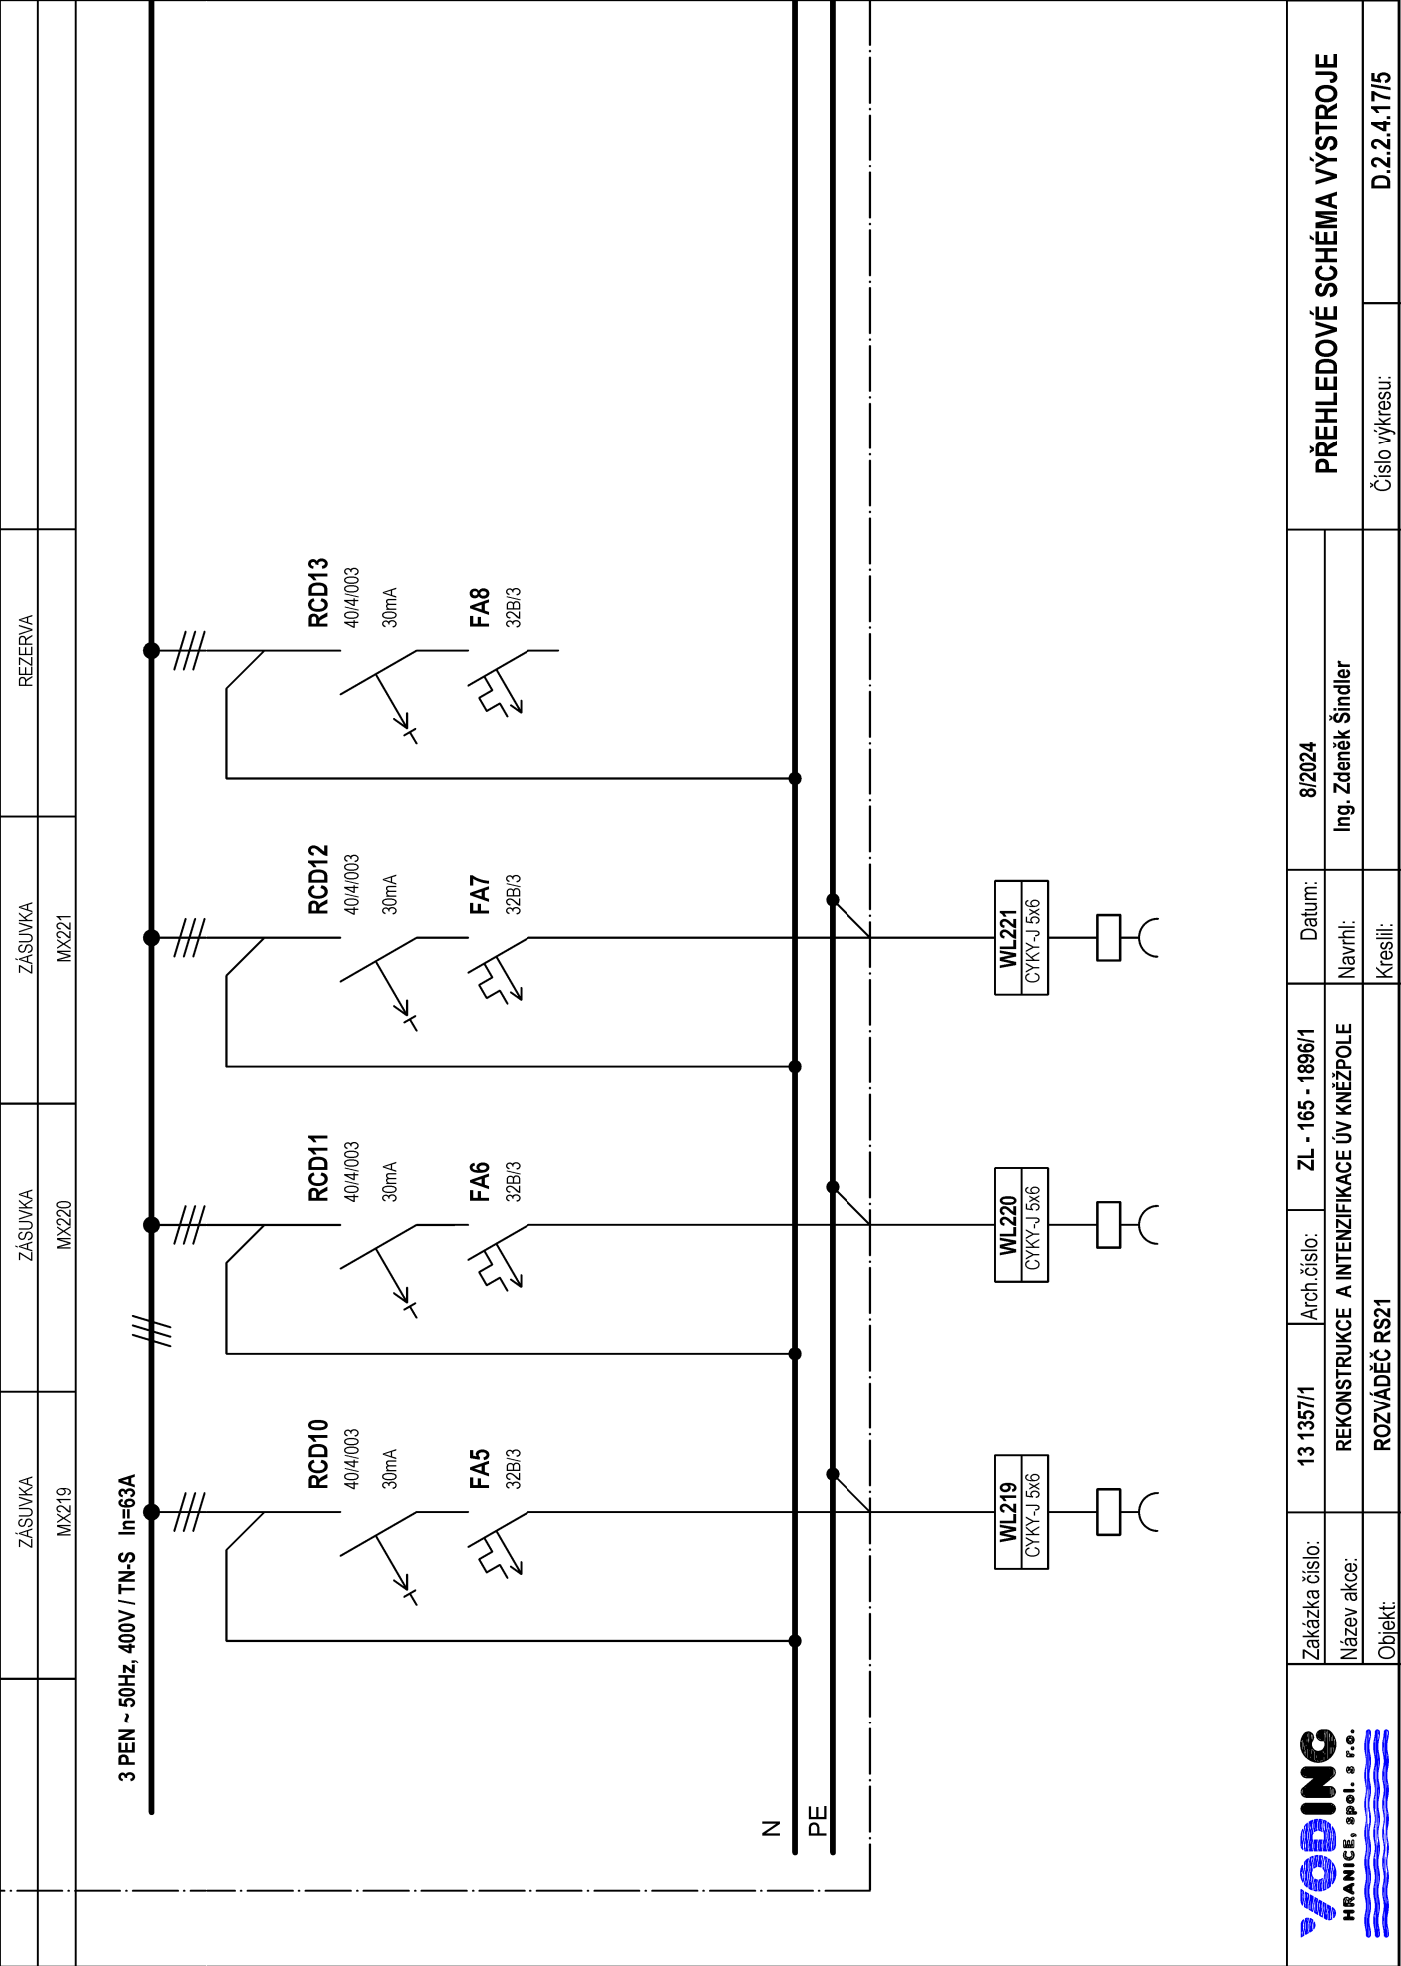 ZÁSUVKA
ZÁSUVKA
ZÁSUVKA
REZERVA
MX219
MX220
MX221
3 PEN ~ 50Hz, 400V / TN-S In=63A
RCD10
40/4/003
30mA
FA5
32B/3
RCD11
40/4/003
30mA
FA6
32B/3
RCD12
40/4/003
30mA
FA7
32B/3
RCD13
40/4/003
30mA
FA8
32B/3
N
PE
WL219
CYKY-J 5x6
WL220
CYKY-J 5x6
WL221
CYKY-J 5x6
VODING
HRANICE, spol. s r.o.
Zakázka číslo: 13 1357/1 Arch.číslo: ZL - 165 - 1896/1 Datum: 8/2024
Název akce: REKONSTRUKCE A INTENZIFIKACE ÚV KNĚŽPOLE Navrhl: Ing. Zdeněk Šindler
Objekt: ROZVÁDĚČ RS21 Kreslil:
PŘEHLEDOVÉ SCHÉMA VÝSTROJE
Číslo výkresu: D.2.2.4.17/5